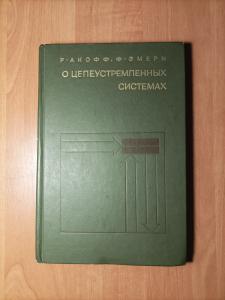 Р·АКОФФ, Ф·ЭМЕРИ
О ЦЕЛЕУСТРЕМЛЕННЫХ
СИСТЕМАХ